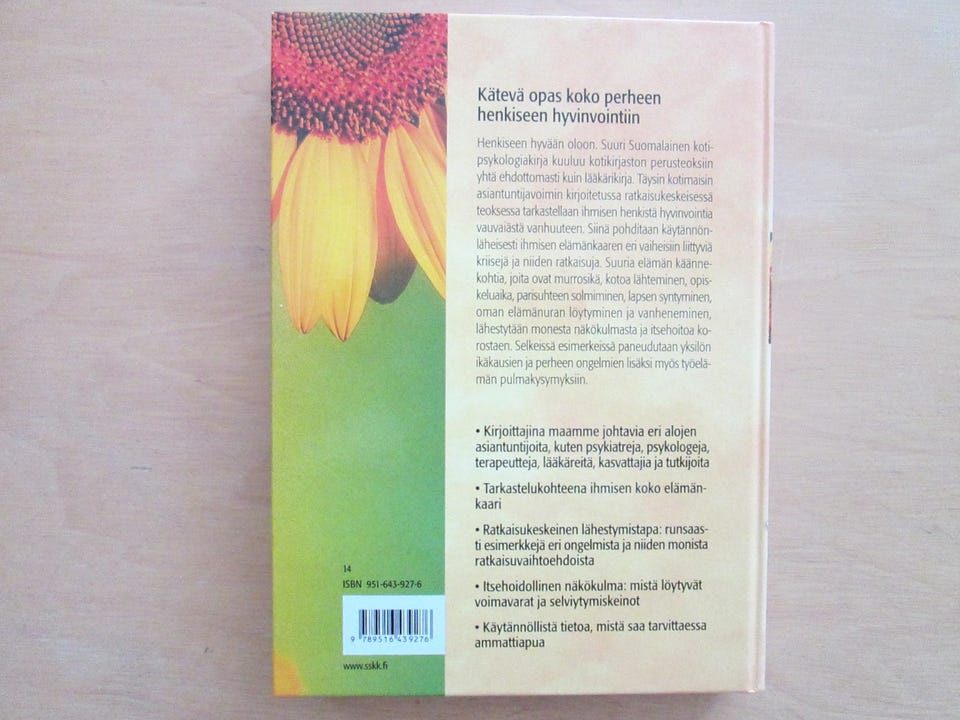 Kätevä opas koko perheen
henkiseen hyvinvointiin
Henkiseen hyvään oloon. Suuri Suomalainen koti-
psykologiakirja kuuluu kotikirjaston perusteoksiin
yhtä ehdottomasti kuin lääkärikirja. Täysin kotimaisin
asiantuntijavoimin kirjoitetussa ratkaisukeskeisessä
teoksessa tarkastellaan ihmisen henkistä hyvinvointia
vauvaiästä vanhuuteen. Siinä pohditaan käytännön-
läheisesti ihmisen elämänkaaren eri vaiheisiin liittyviä
kriisejä ja niiden ratkaisuja. Suuria elämän käänne-
kohtia, joita ovat murrosikä, kotoa lähteminen, opis-
keluaika, parisuhteen solmiminen, lapsen syntyminen,
oman elämänuran löytyminen ja vanheneminen,
lähestytään monesta näkökulmasta ja itsehoitoa ko-
rostaen. Selkeissä esimerkeissä paneudutaan yksilön
ikäkausien ja perheen ongelmien lisäksi myös työelä-
män pulmakysymyksiin.
• Kirjoittajina maamme johtavia eri alojen
asiantuntijoita, kuten psykiatreja, psykologeja,
terapeutteja, lääkäreitä, kasvattajia ja tutkijoita
• Tarkastelukohteena ihmisen koko elämän-
kaari
• Ratkaisukeskeinen lähestymistapa: runsaas-
ti esimerkkejä eri ongelmista ja niiden monista
ratkaisuvaihtoehdoista
• Itsehoidollinen näkökulma: mistä löytyvät
voimavarat ja selviytymiskeinot
• Käytännöllistä tietoa, mistä saa tarvittaessa
ammattiapua
14
ISBN 951-643-927-6
9 789516 439276
www.sskk.fi